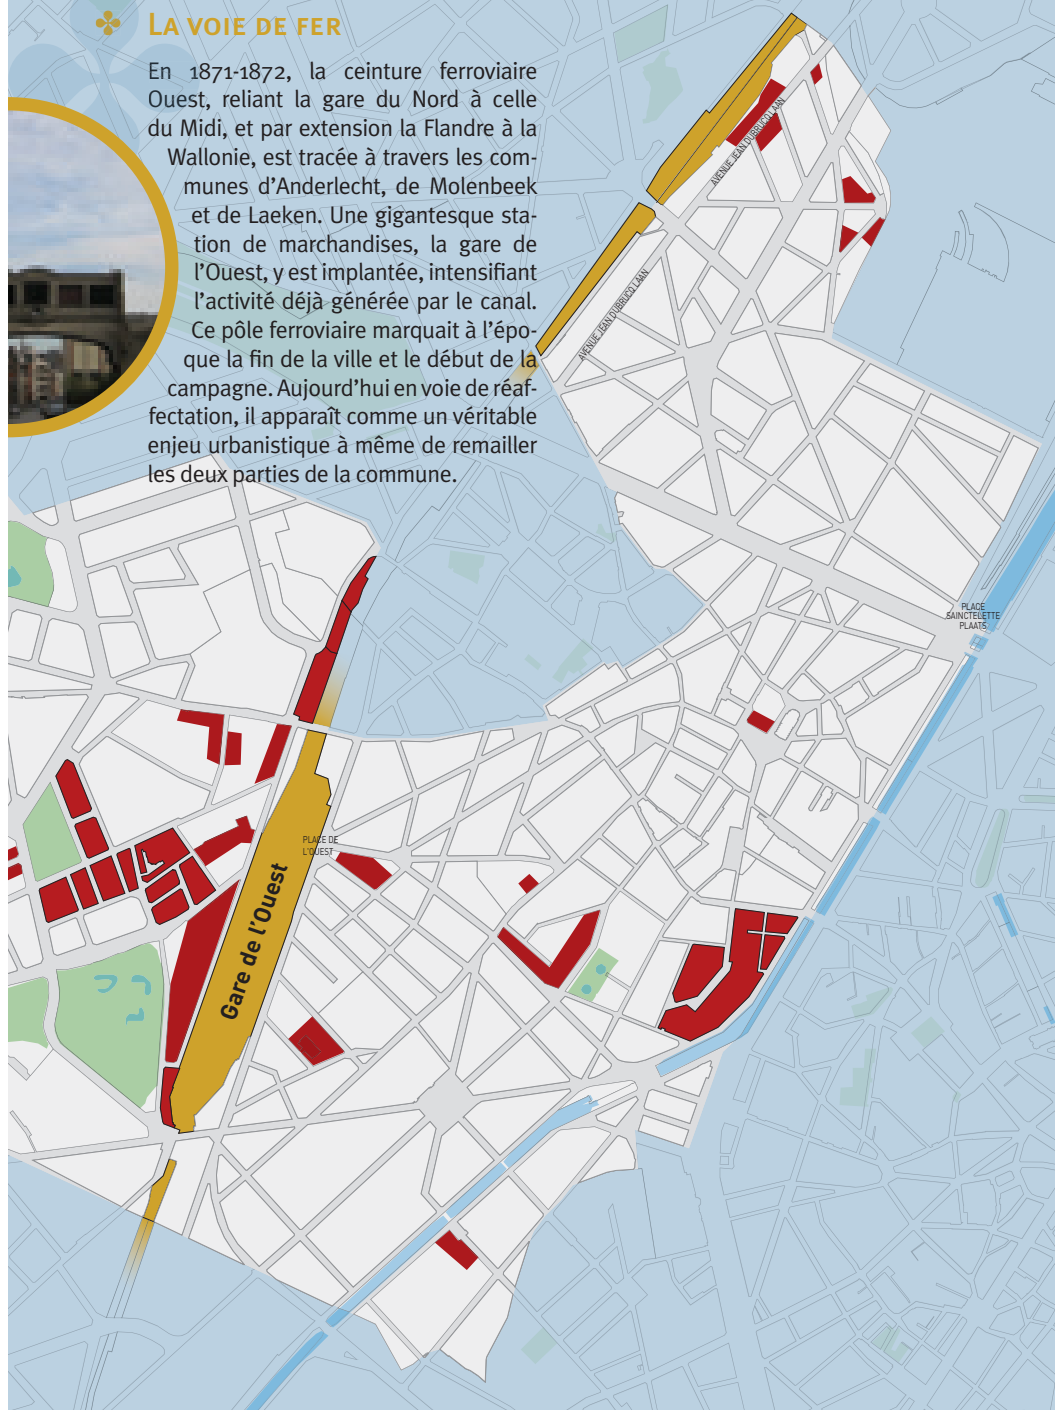 LA VOIE DE FER
En 1871-1872, la ceinture ferroviaire
Ouest, reliant la gare du Nord à celle
du Midi, et par extension la Flandre à la
Wallonie, est tracée à travers les com-
munes d’Anderlecht, de Molenbeek
et de Laeken. Une gigantesque sta-
tion de marchandises, la gare de
l’Ouest, y est implantée, intensifiant
l’activité déjà générée par le canal.
Ce pôle ferroviaire marquait à l’épo-
que la fin de la ville et le début de la
campagne. Aujourd’hui en voie de réaf-
fectation, il apparaît comme un véritable
enjeu urbanistique à même de remailler
les deux parties de la commune.
AVENUE JEAN DUBRUCQ LAAN
AVENUE JEAN DUBRUCQ LAAN
PLACE
SAINCTELETTE
PLAATS
PLACE DE
L’OUEST
Gare de l’Ouest